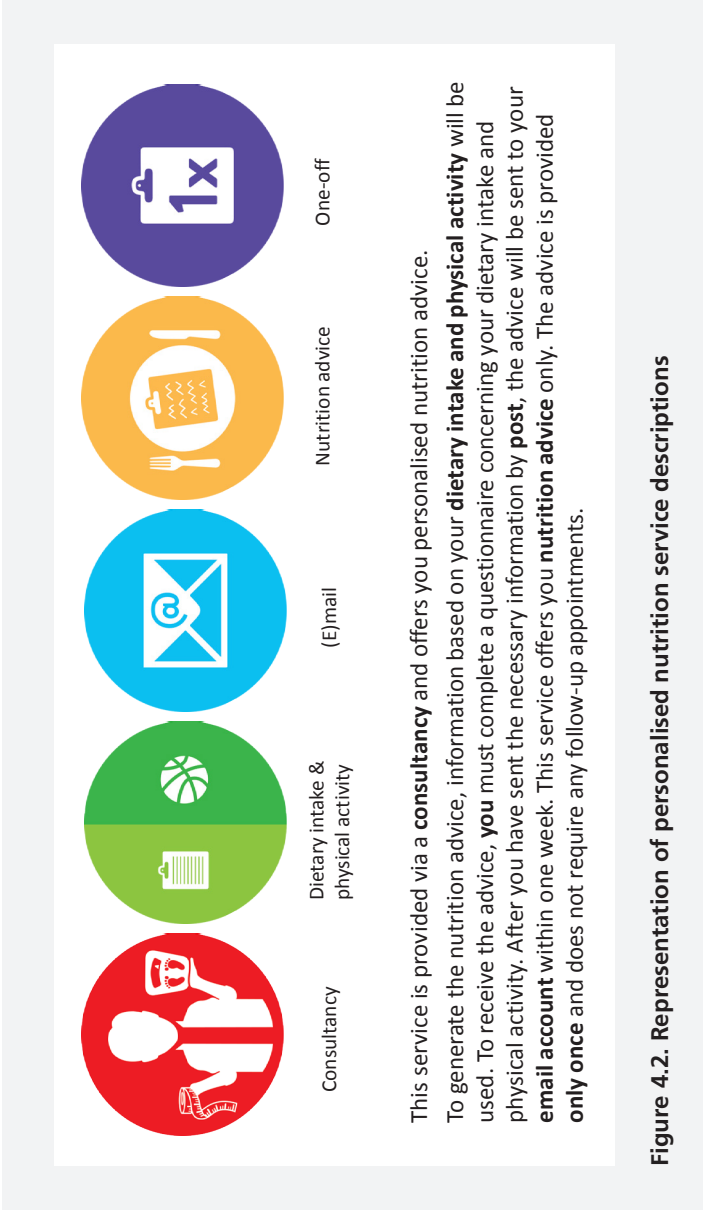 Consultancy
Dietary intake &
physical activity
(E)mail
@
Nutrition advice
One-off
1x
This service is provided via a consultancy and offers you personalised nutrition advice.
To generate the nutrition advice, information based on your dietary intake and physical activity will be
used. To receive the advice, you must complete a questionnaire concerning your dietary intake and
physical activity. After you have sent the necessary information by post, the advice will be sent to your
email account within one week. This service offers you nutrition advice only. The advice is provided
only once and does not require any follow-up appointments.
Figure 4.2. Representation of personalised nutrition service descriptions